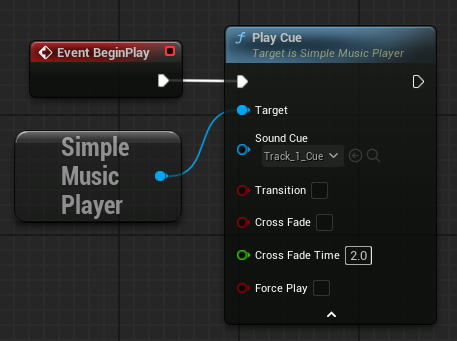 Event BeginPlay
Simple
Music
Player
f Play Cue
Target is Simple Music Player
Target
Sound Cue
Track_1_Cue
Transition
Cross Fade
Cross Fade Time 2.0
Force Play